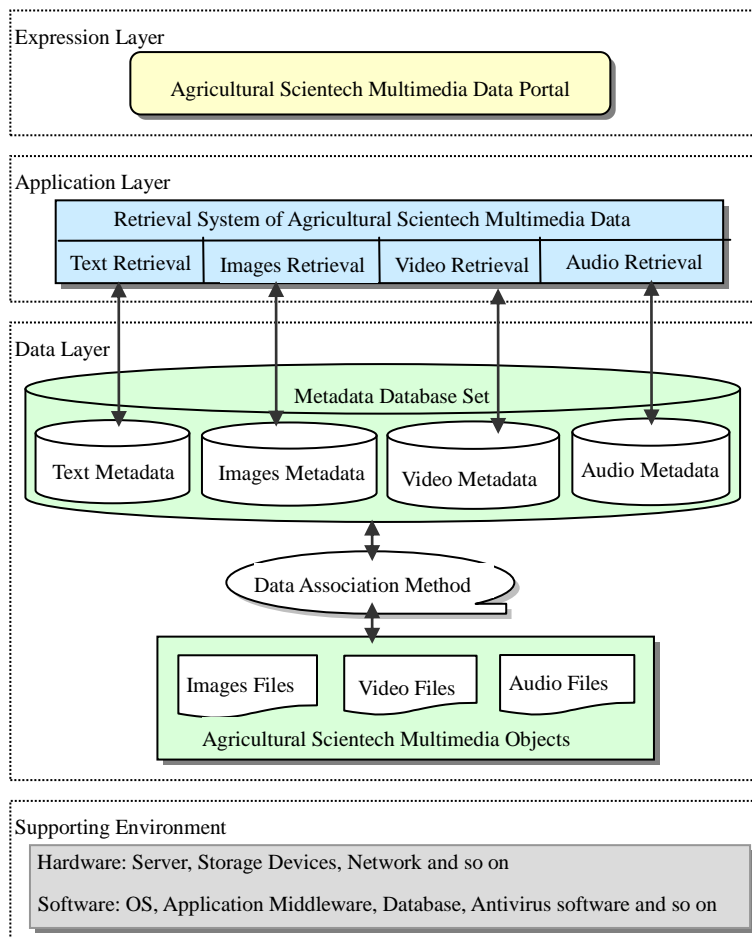 Expression Layer
Agricultural Scientech Multimedia Data Portal
Application Layer
Retrieval System of Agricultural Scientech Multimedia Data
Text Retrieval
Images Retrieval
Video Retrieval
Audio Retrieval
Data Layer
Metadata Database Set
Text Metadata
Images Metadata
Video Metadata
Audio Metadata
Data Association Method
Images Files
Video Files
Audio Files
Agricultural Scientech Multimedia Objects
Supporting Environment
Hardware: Server, Storage Devices, Network and so on
Software: OS, Application Middleware, Database, Antivirus software and so on